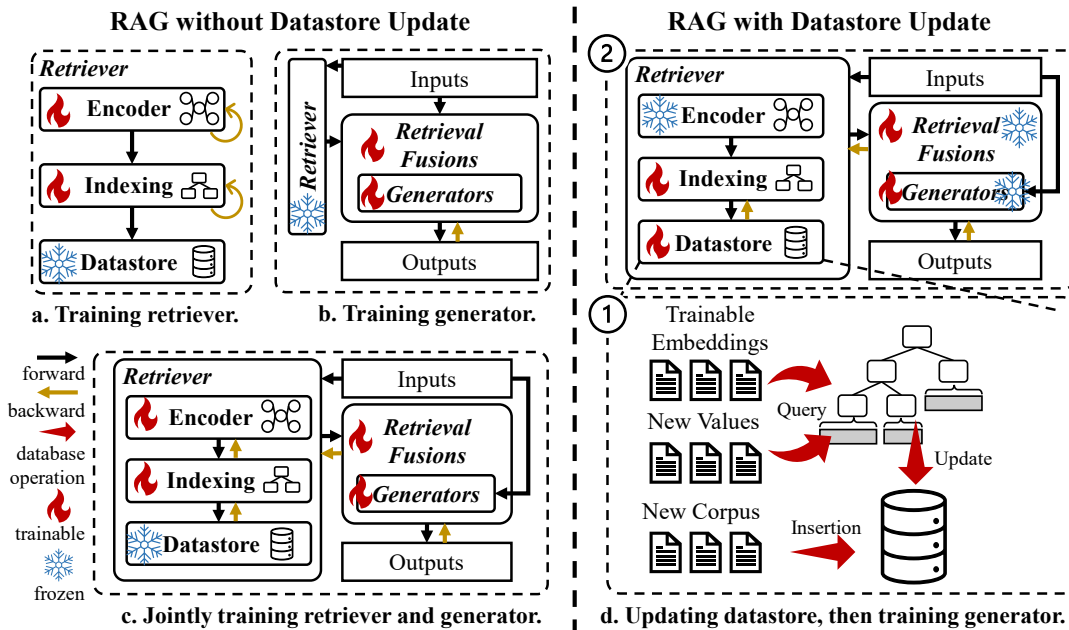 RAG without Datastore Update
Retriever
Encoder
Indexing
Datastore
a. Training retriever.
Retriever
Inputs
Retrieval
Fusions
Generators
Outputs
b. Training generator.
forward
backward
database
operation
trainable
frozen
Retriever
Encoder
Indexing
Datastore
Inputs
Retrieval
Fusions
Generators
Outputs
c. Jointly training retriever and generator.
RAG with Datastore Update
2
Retriever
Encoder
Indexing
Datastore
Inputs
Retrieval
Fusions
Generators
Outputs
1
Trainable
Embeddings
New Values
New Corpus
Query
Update
Insertion
d. Updating datastore, then training generator.